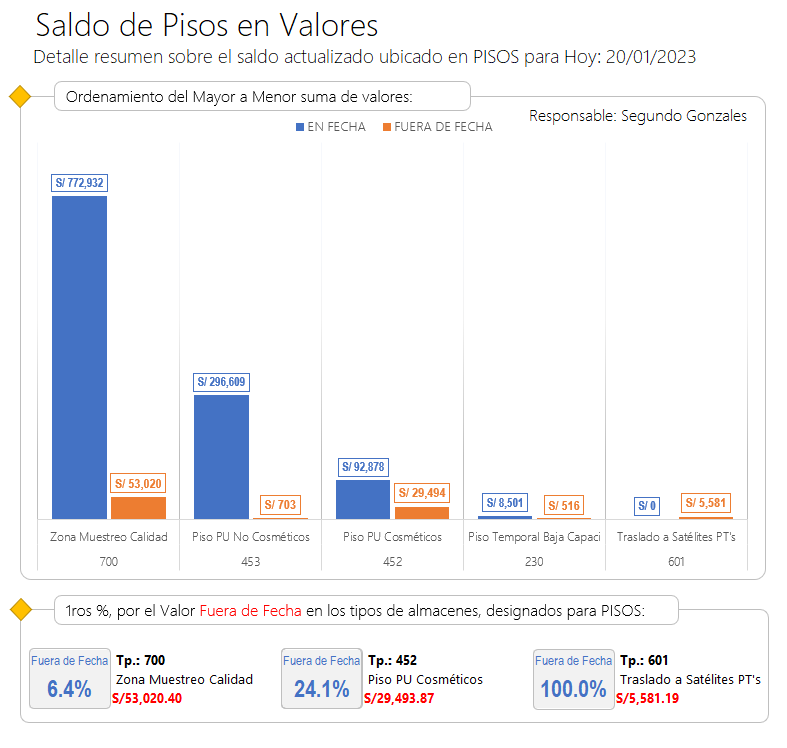 Saldo de Pisos en Valores
Detalle resumen sobre el saldo actualizado ubicado en PISOS para Hoy: 20/01/2023
Ordenamiento del Mayor a Menor suma de valores:
Responsable: Segundo Gonzales
EN FECHA FUERA DE FECHA
S/ 772,932
S/ 53,020
S/ 296,609
S/ 703
S/ 92,878
S/ 29,494
S/ 8,501
S/ 516
S/ 0
S/ 5,581
Zona Muestreo Calidad Piso PU No Cosméticos Piso PU Cosméticos Piso Temporal Baja Capaci Traslado a Satélites PT's
700 453 452 230 601
1ros %, por el Valor Fuera de Fecha en los tipos de almacenes, designados para PISOS:
Fuera de Fecha
6.4%
Tp.: 700
Zona Muestreo Calidad
S/53,020.40
Fuera de Fecha
24.1%
Tp.: 452
Piso PU Cosméticos
S/29,493.87
Fuera de Fecha
100.0%
Tp.: 601
Traslado a Satélites PT's
S/5,581.19